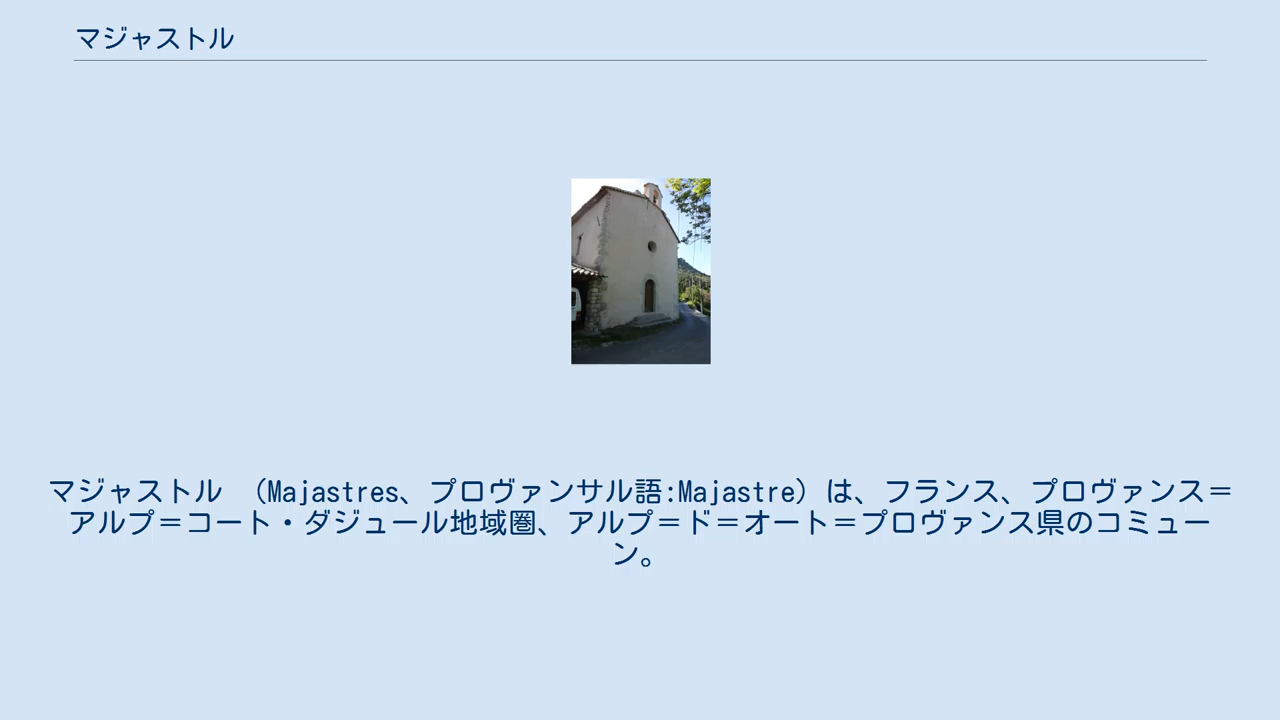 マジャストル
マジャストル （Majastres、プロヴァンサル語:Majastre）は、フランス、プロヴァンス＝
アルプ＝コート・ダジュール地域圏、アルプ＝ド＝オート＝プロヴァンス県のコミュー
ン。